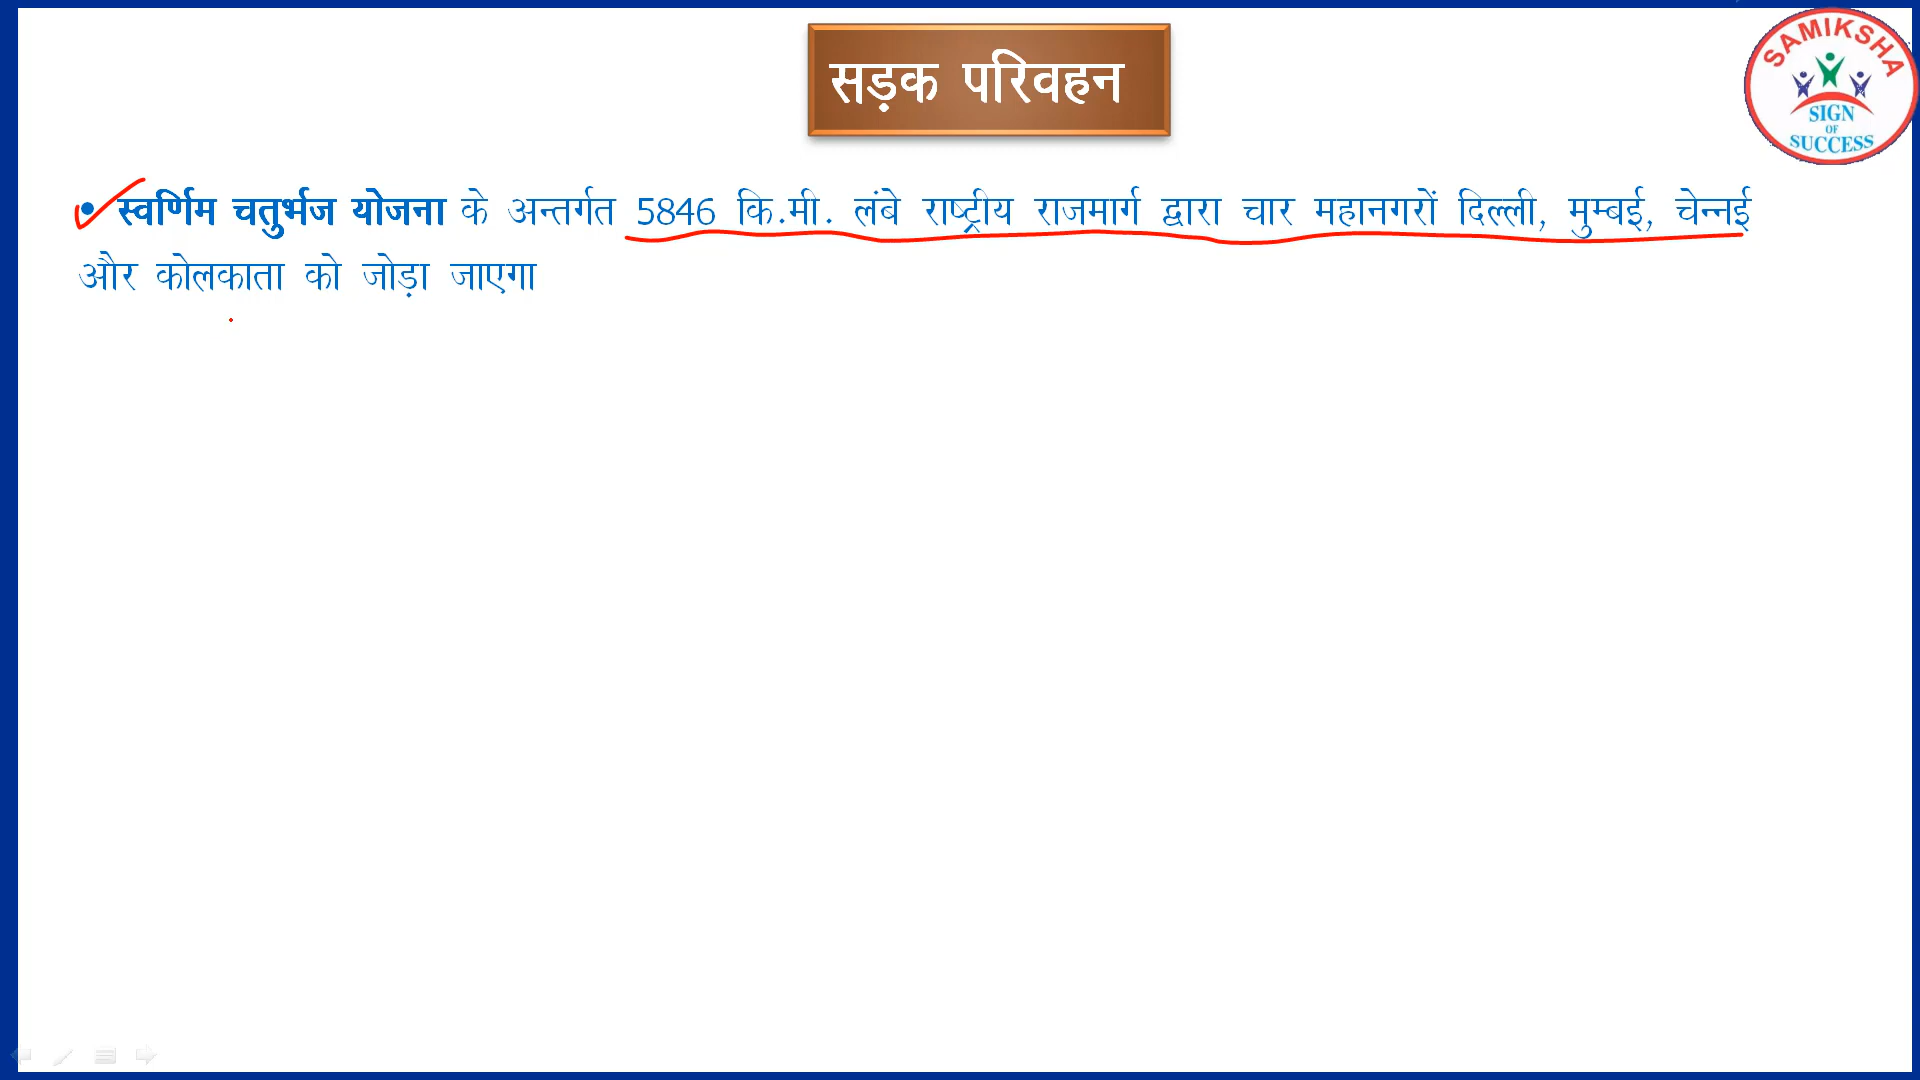 सड़क परिवहन
SAMIKSHA
SIGN
OF
SUCCESS
• स्वर्णिम चतुर्भज योजना के अन्तर्गत 5846 कि.मी. लंबे राष्ट्रीय राजमार्ग द्वारा चार महानगरों दिल्ली, मुम्बई, चेन्नई
और कोलकाता को जोड़ा जाएगा